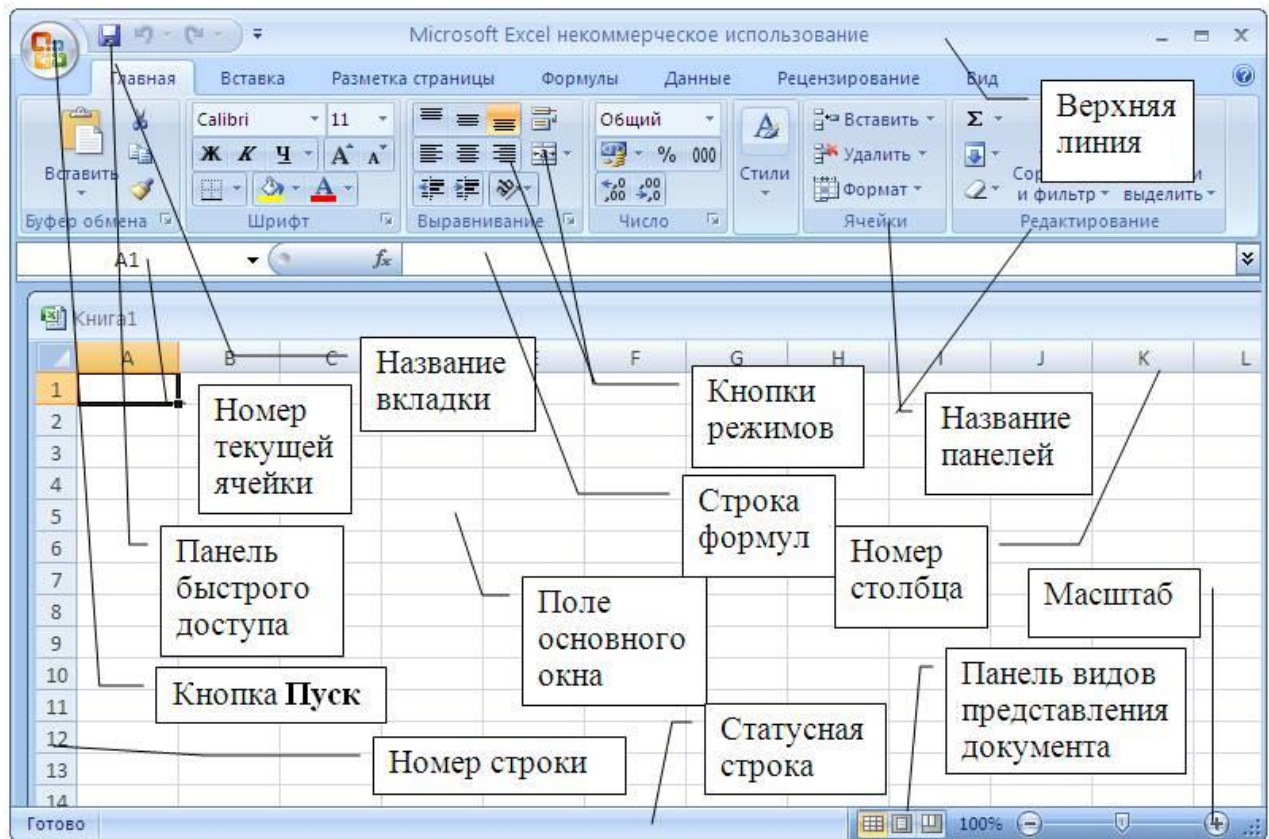 Microsoft Excel некоммерческое использование
Главная Вставка Разметка страницы Формулы Данные Рецензирование Вид
Верхняя
линия
Calibri 11 Общий Вставить Σ
Ж К Ч А А % 000 Удалить
Вставить Стили Формат
и фильтр выделить
Буфер обмена Шрифт Выравнивание Число Ячейки Редактирование
A1 fx
Книга1
A B C F G H I J K L
Название
вкладки
Кнопки
режимов
Номер
текущей
ячейки
Название
панелей
Строка
формул
Номер
столбца
Панель
быстрого
доступа
Поле
основного
окна
Масштаб
Кнопка Пуск
Панель видов
представления
документа
Статусная
строка
Номер строки
1
2
3
4
5
6
7
8
9
10
11
12
13
14
Готово 100%